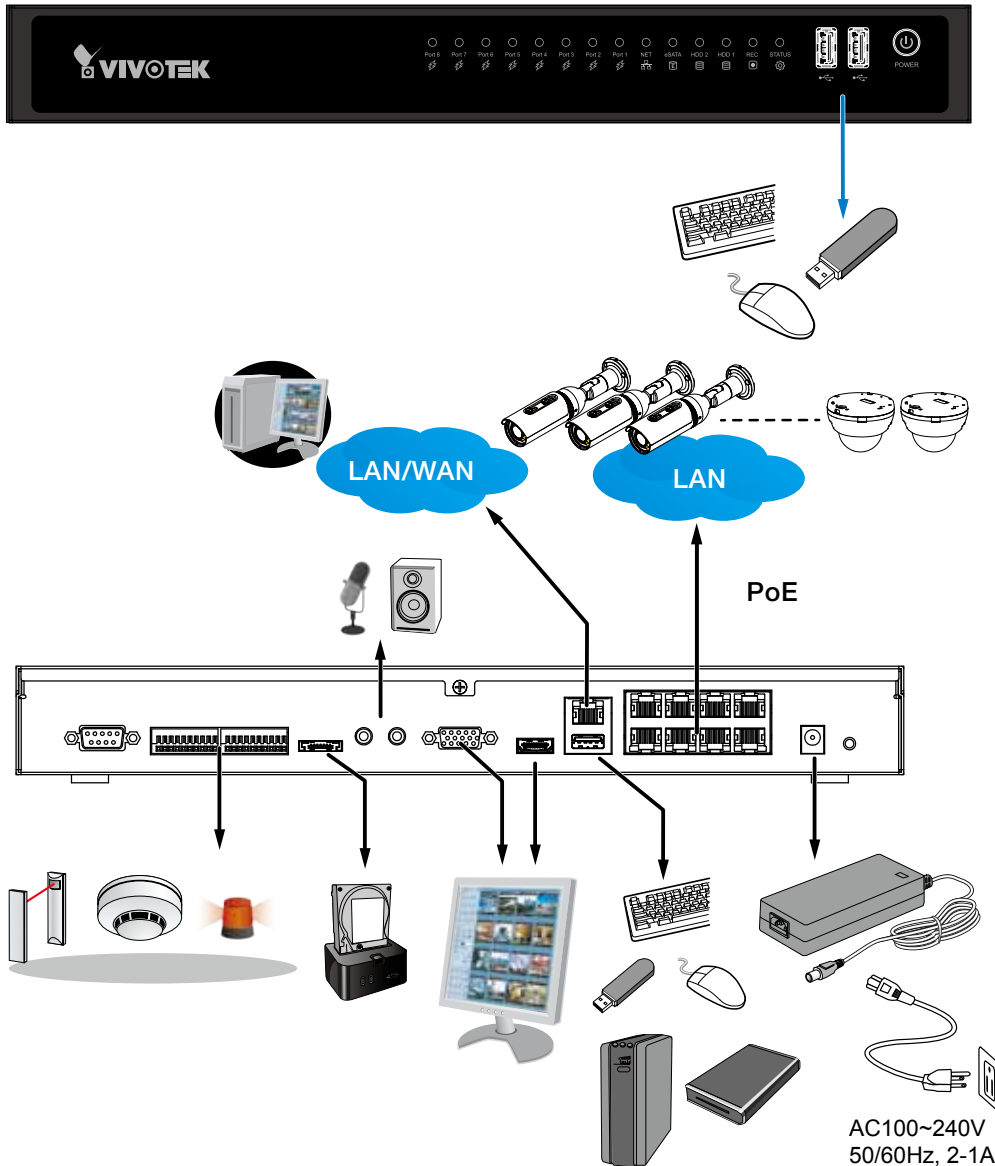 VIVOTEK
Port 8 Port 7 Port 6 Port 5 Port 4 Port 3 Port 2 Port 1 NET eSATA HDD 2 HDD 1 REC STATUS
POWER
LAN/WAN
LAN
PoE
AC100~240V
50/60Hz, 2-1A